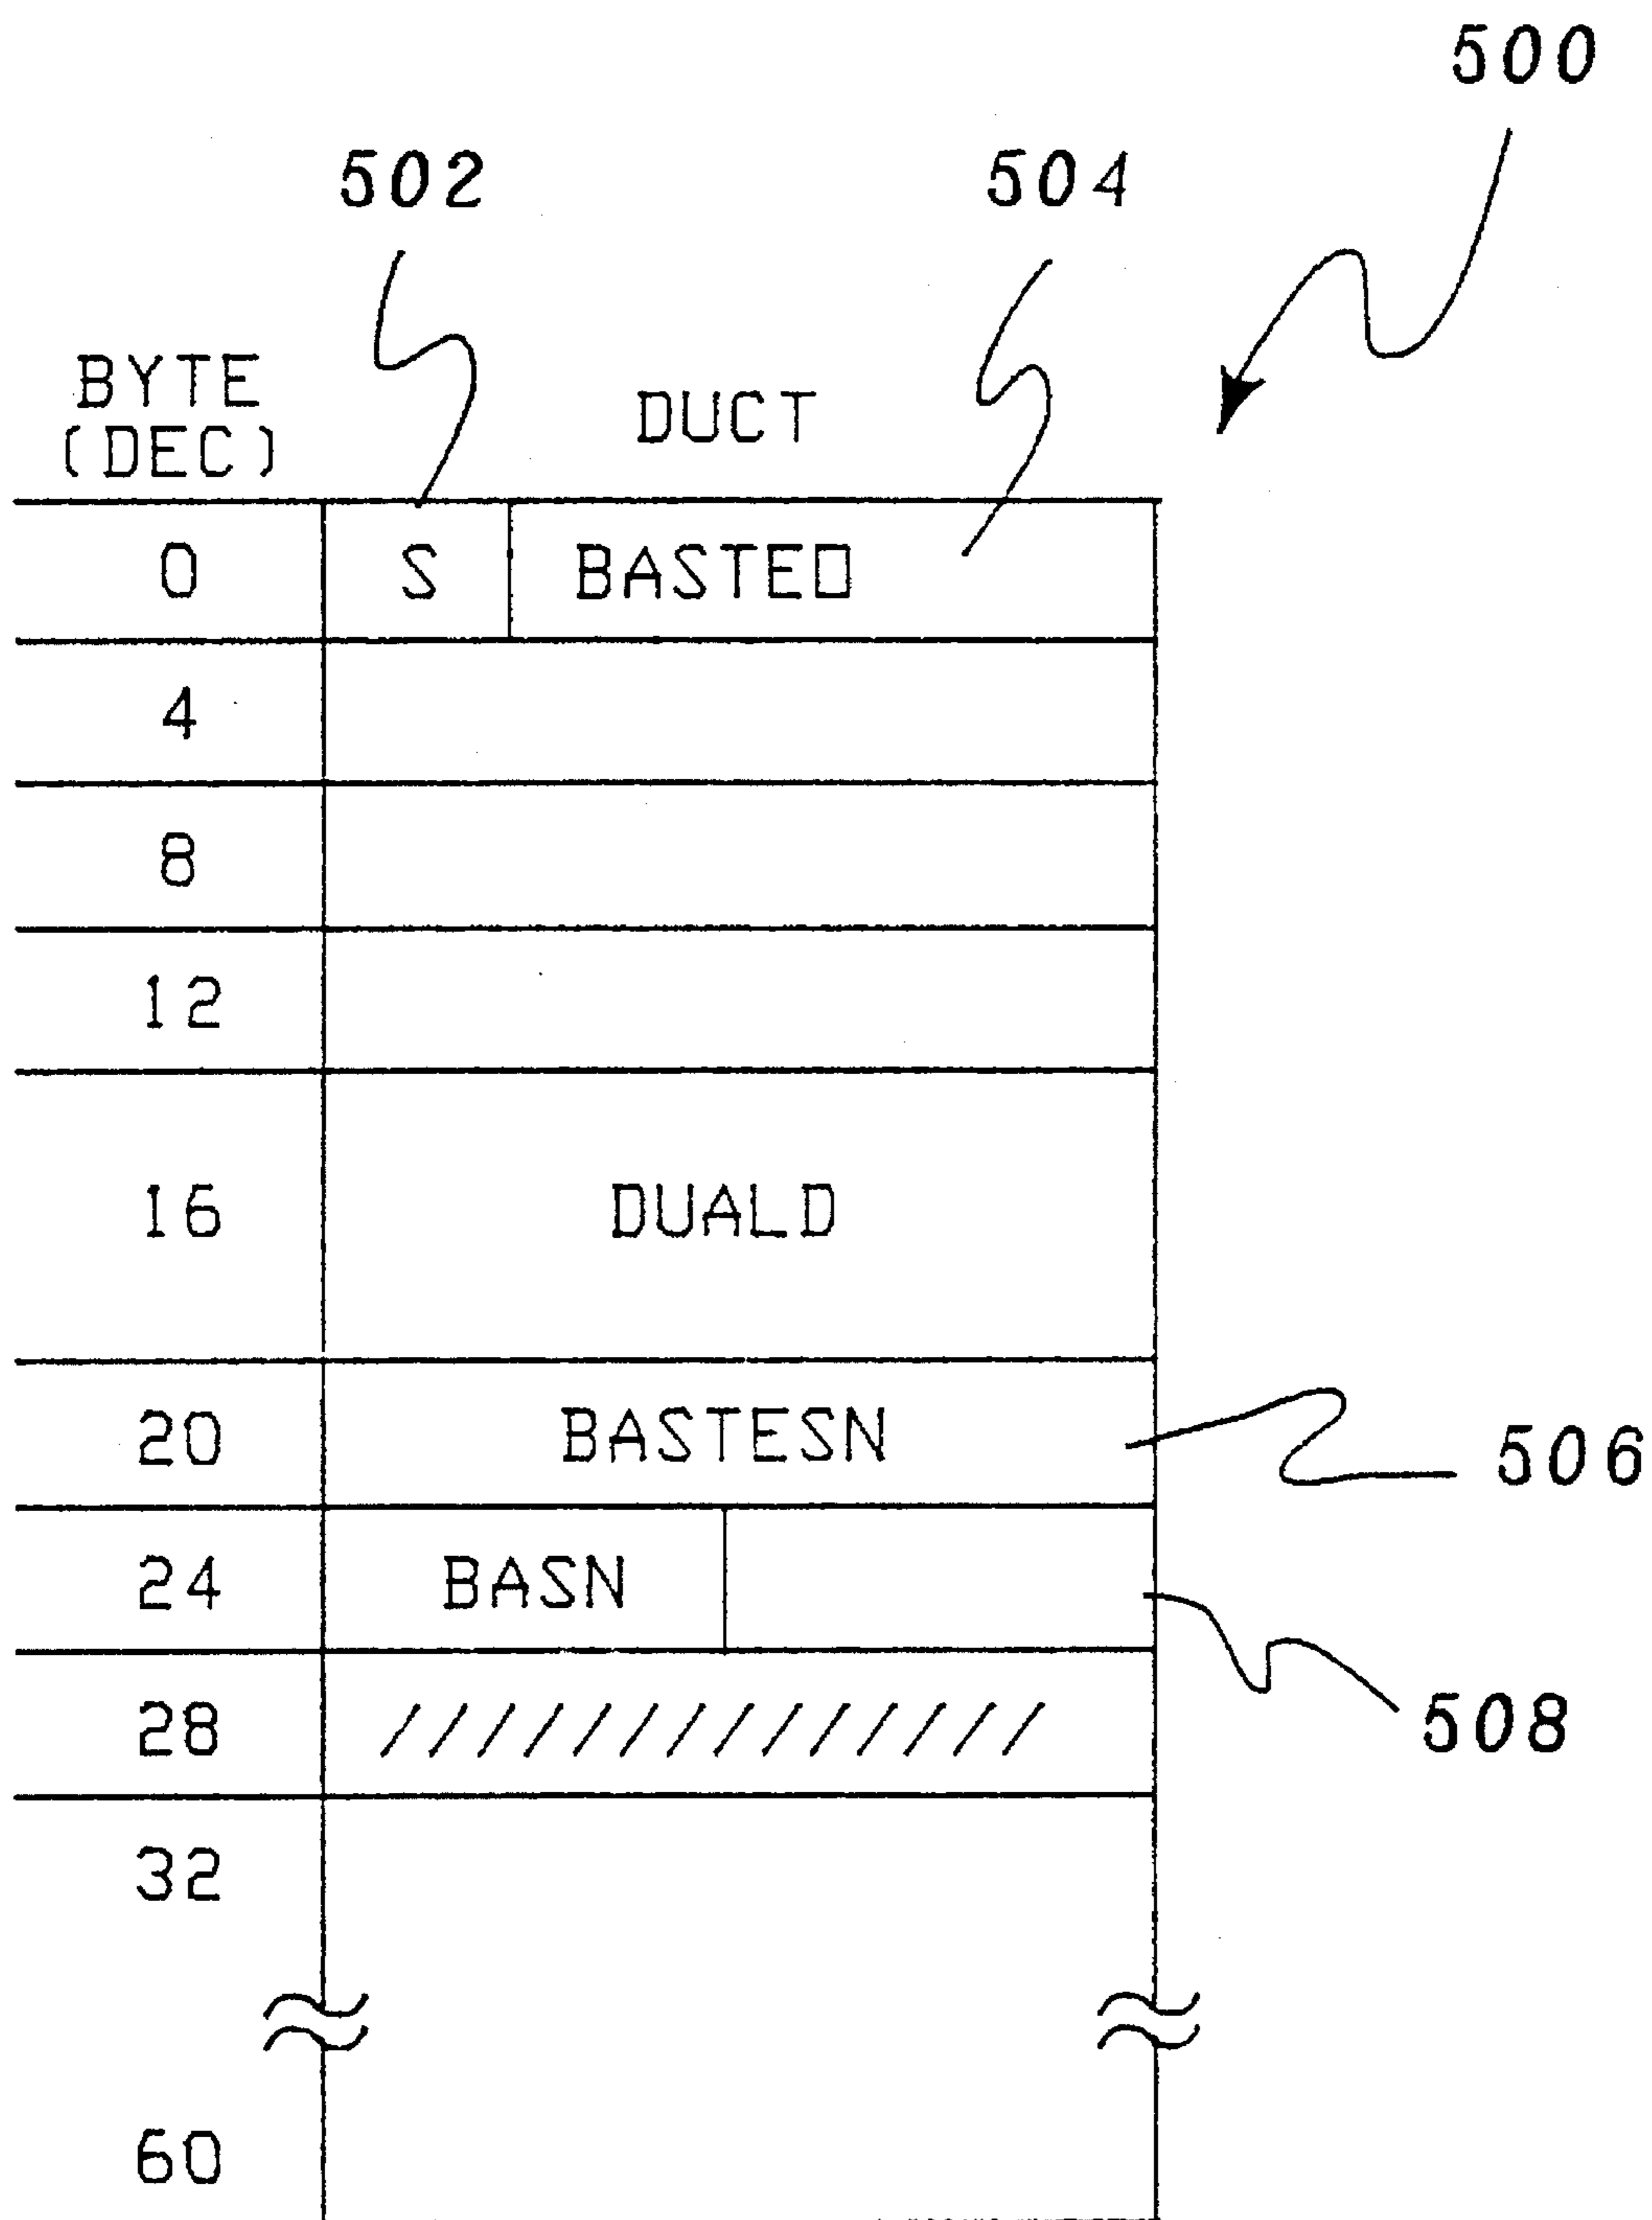 500
502 504
BYTE
(DEC) DUCT
0 S BASTEO
4
8
12
16 DUALD
20 BASTESN 506
24 BASN
28 508
32
60